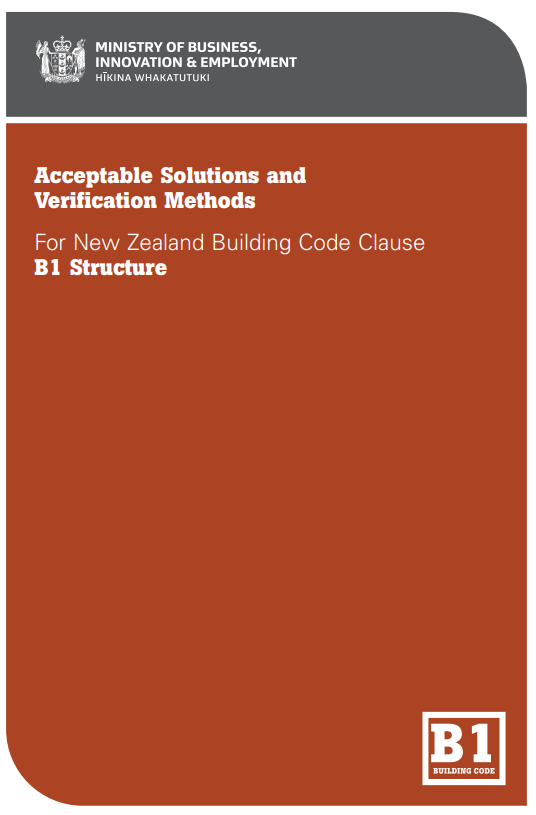 MINISTRY OF BUSINESS,
INNOVATION & EMPLOYMENT
HĪKINA WHAKATUTUKI
Acceptable Solutions and
Verification Methods
For New Zealand Building Code Clause
B1 Structure
B1
BUILDING CODE